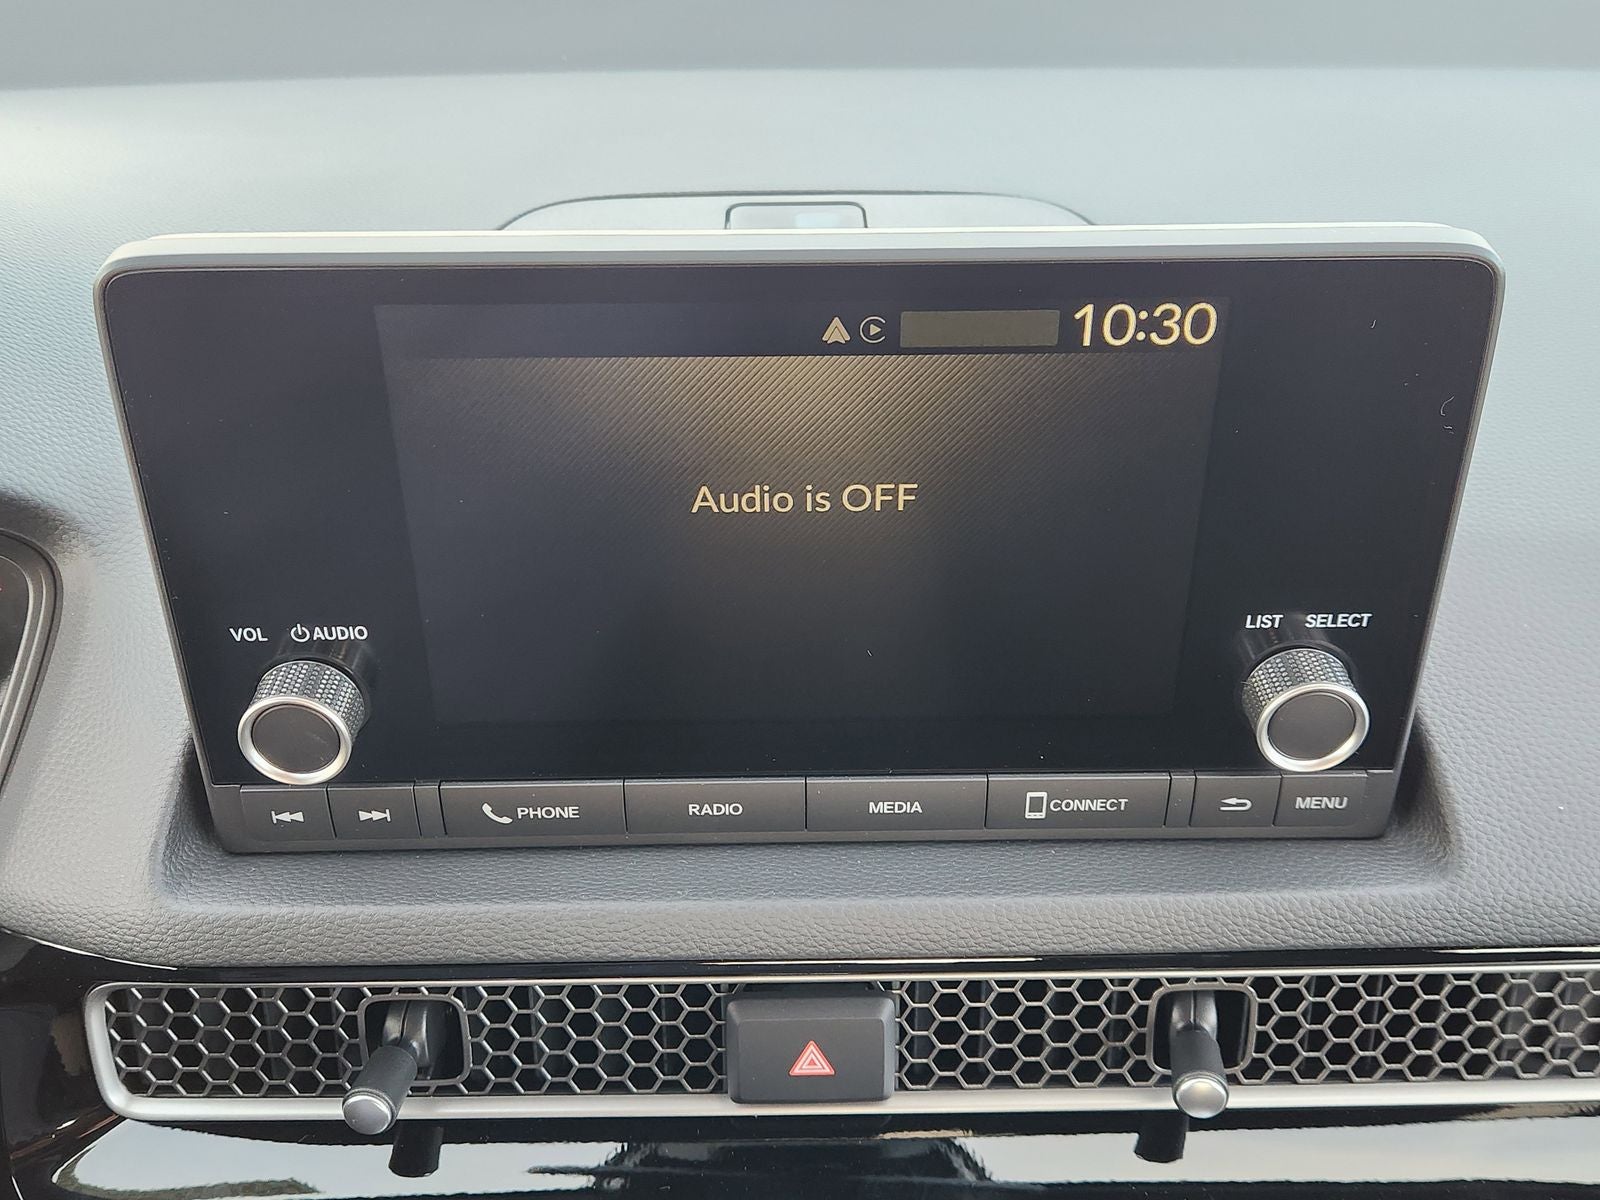 10:30
Audio is OFF
VOL AUDIO
LIST SELECT
PHONE RADIO MEDIA CONNECT MENU